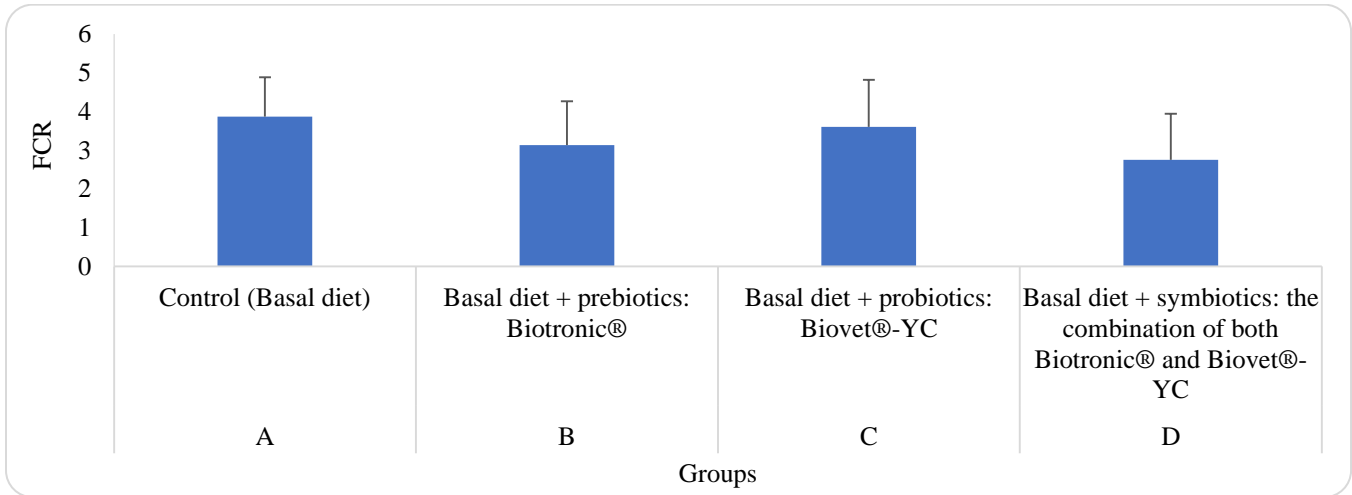 6
5
4
3
2
1
0
FCR
Control (Basal diet)
Basal diet + prebiotics:
Biotronic®
Basal diet + probiotics:
Biovet®-YC
Basal diet + symbiotics: the
combination of both
Biotronic® and Biovet®-
YC
A
B
C
D
Groups